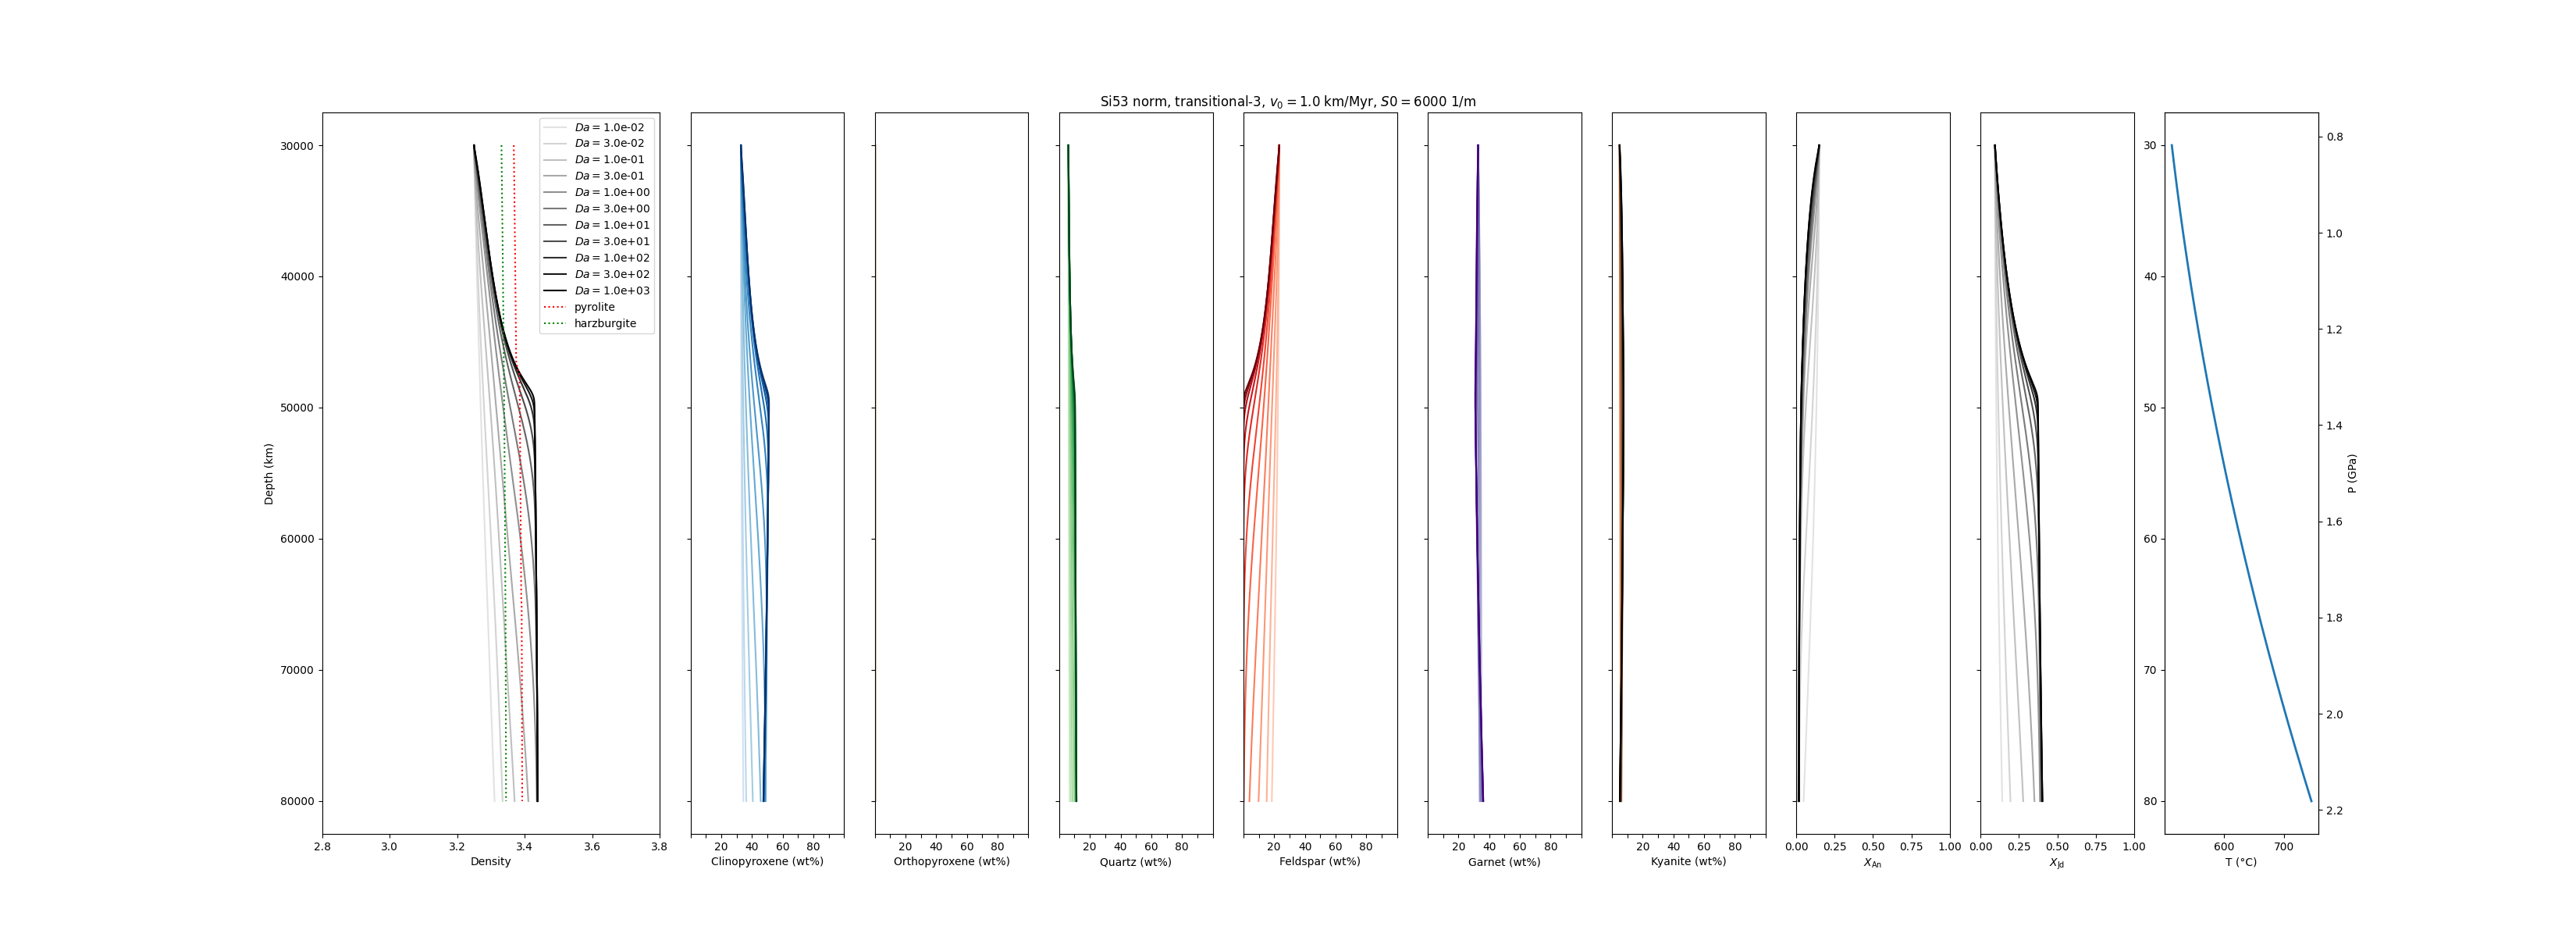 Si53 norm, transitional-3, v₀ = 1.0 km/Myr, S0 = 6000 1/m
Da = 1.0e-02
Da = 3.0e-02
Da = 1.0e-01
Da = 3.0e-01
Da = 1.0e+00
Da = 3.0e+00
Da = 1.0e+01
Da = 3.0e+01
Da = 1.0e+02
Da = 3.0e+02
Da = 1.0e+03
pyrolite
harzburgite
Depth (km)
30000
40000
50000
60000
70000
80000
2.8 3.0 3.2 3.4 3.6 3.8
Density
20 40 60 80
Clinopyroxene (wt%)
20 40 60 80
Orthopyroxene (wt%)
20 40 60 80
Quartz (wt%)
20 40 60 80
Feldspar (wt%)
20 40 60 80
Garnet (wt%)
20 40 60 80
Kyanite (wt%)
0.00 0.25 0.50 0.75 1.00
X_An
0.00 0.25 0.50 0.75 1.00
X_Jd
30
40
50
60
70
80
600 700
T (°C)
0.8
1.0
1.2
1.4
1.6
1.8
2.0
2.2
P (GPa)